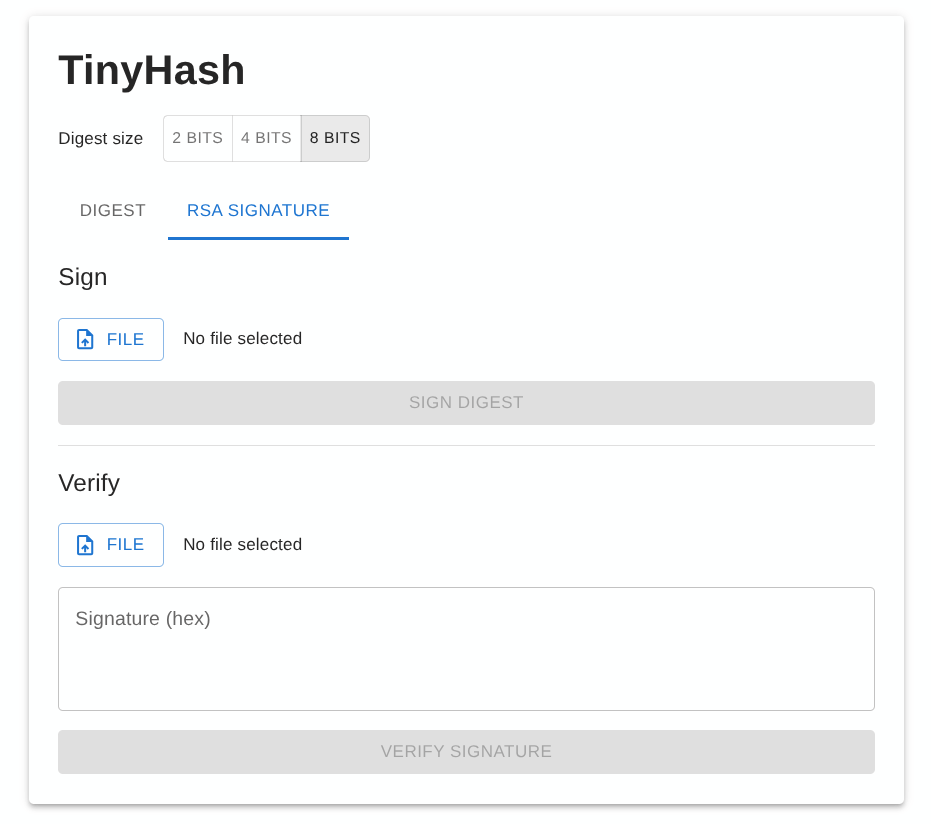 TinyHash
Digest size 2 BITS 4 BITS 8 BITS
DIGEST RSA SIGNATURE
Sign
FILE No file selected
SIGN DIGEST
Verify
FILE No file selected
Signature (hex)
VERIFY SIGNATURE